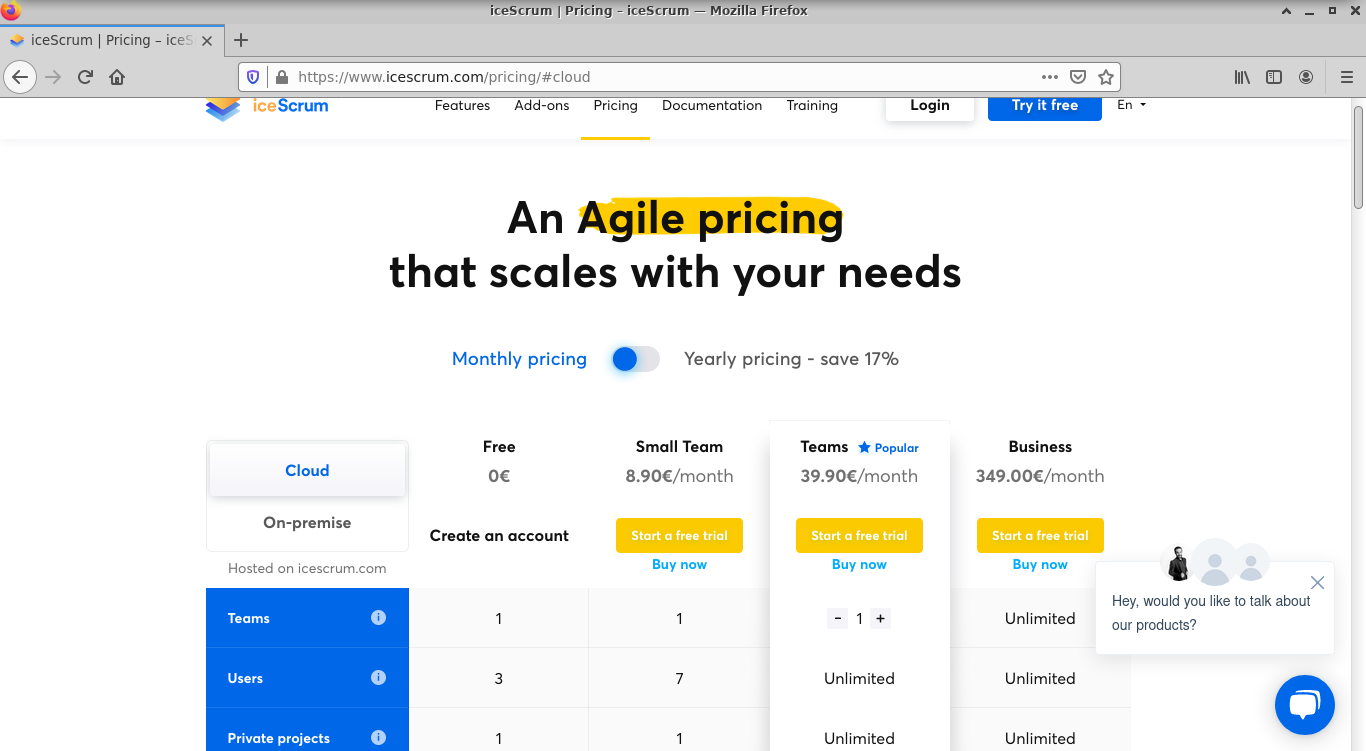 iceScrum | Pricing – iceScrum — Mozilla Firefox
iceScrum | Pricing – iceS
https://www.icescrum.com/pricing/#cloud
iceScrum
Features
Add-ons
Pricing
Documentation
Training
Login
Try it free
En
An Agile pricing
that scales with your needs
Monthly pricing
Yearly pricing - save 17%
Cloud
On-premise
Hosted on icescrum.com
Free
Small Team
Teams
Popular
Business
0€
8.90€/month
39.90€/month
349.00€/month
Create an account
Start a free trial
Start a free trial
Start a free trial
Buy now
Buy now
Buy now
Teams
1
1
- 1 +
Unlimited
Users
3
7
Unlimited
Unlimited
Private projects
1
1
Unlimited
Unlimited
Hey, would you like to talk about
our products?